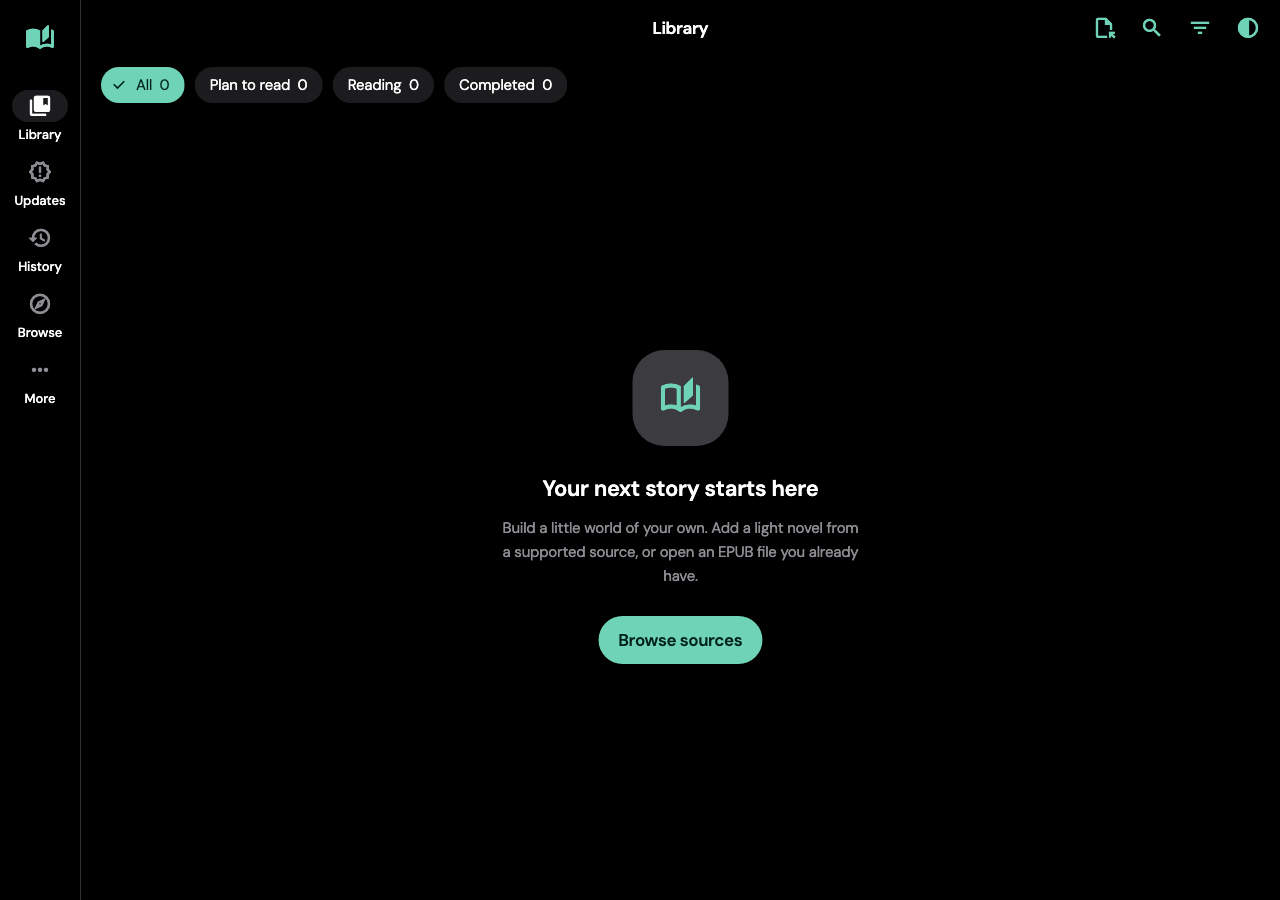 Library
All 0
Plan to read 0
Reading 0
Completed 0
Library
Updates
History
Browse
More
Your next story starts here
Build a little world of your own. Add a light novel from
a supported source, or open an EPUB file you already
have.
Browse sources